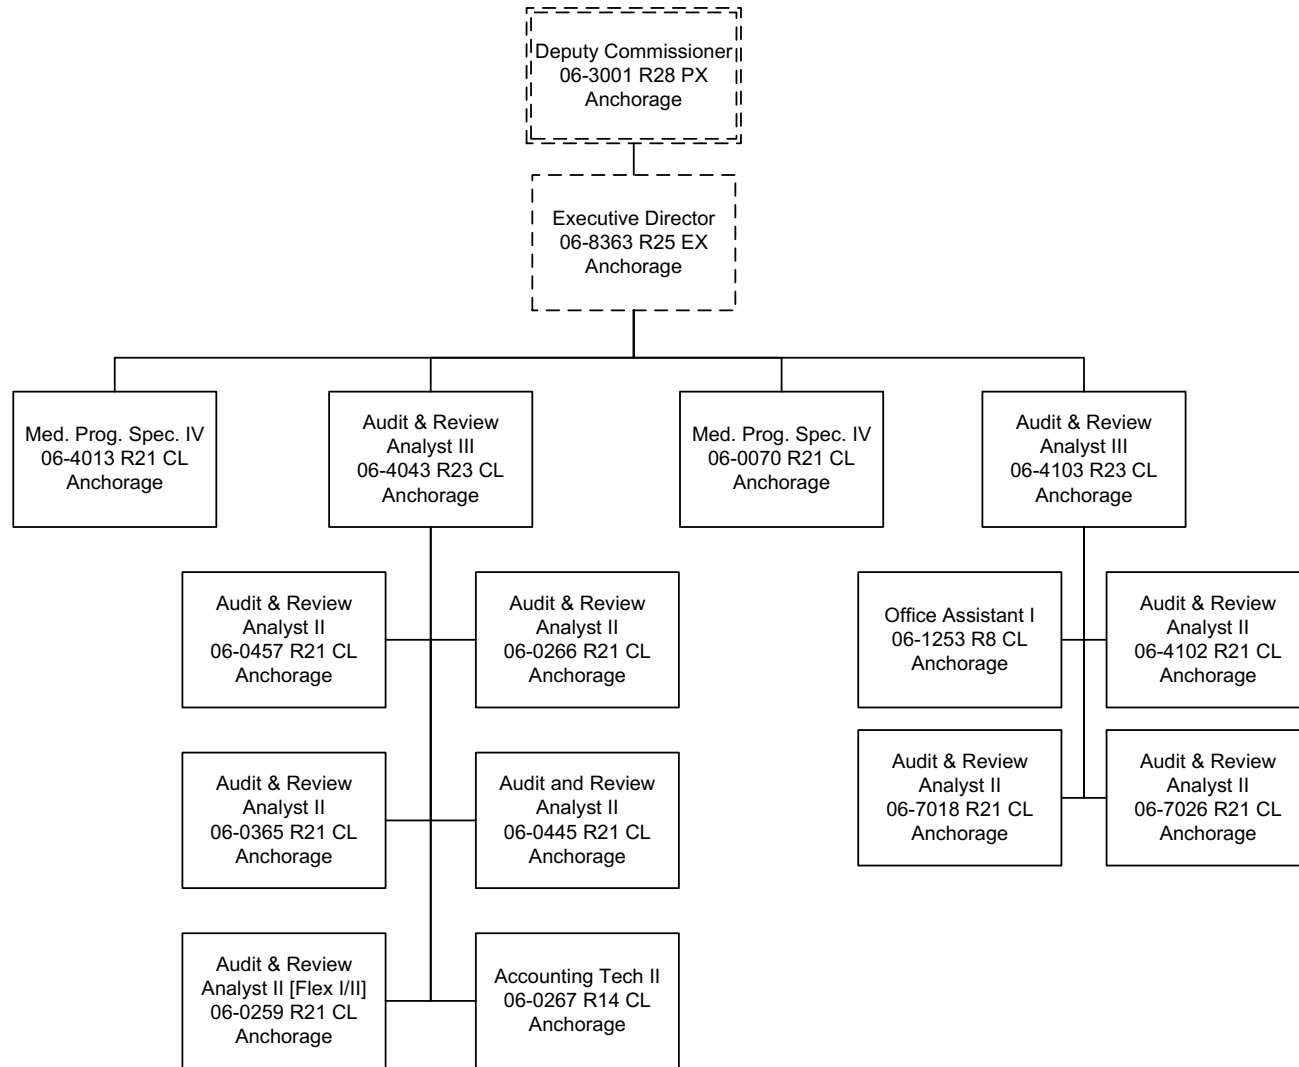 Deputy Commissioner
06-3001 R28 PX
Anchorage
Executive Director
06-8363 R25 EX
Anchorage
Med. Prog. Spec. IV
06-4013 R21 CL
Anchorage
Audit & Review
Analyst III
06-4043 R23 CL
Anchorage
Med. Prog. Spec. IV
06-0070 R21 CL
Anchorage
Audit & Review
Analyst III
06-4103 R23 CL
Anchorage
Audit & Review
Analyst II
06-0457 R21 CL
Anchorage
Audit & Review
Analyst II
06-0266 R21 CL
Anchorage
Office Assistant I
06-1253 R8 CL
Anchorage
Audit & Review
Analyst II
06-4102 R21 CL
Anchorage
Audit & Review
Analyst II
06-0365 R21 CL
Anchorage
Audit and Review
Analyst II
06-0445 R21 CL
Anchorage
Audit & Review
Analyst II
06-7018 R21 CL
Anchorage
Audit & Review
Analyst II
06-7026 R21 CL
Anchorage
Audit & Review
Analyst II [Flex I/II]
06-0259 R21 CL
Anchorage
Accounting Tech II
06-0267 R14 CL
Anchorage